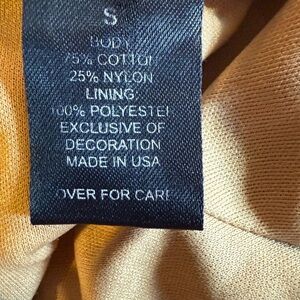 S
BODY
75% COTTON
25% NYLON
LINING:
100% POLYESTER
EXCLUSIVE OF
DECORATION
MADE IN USA
OVER FOR CARE